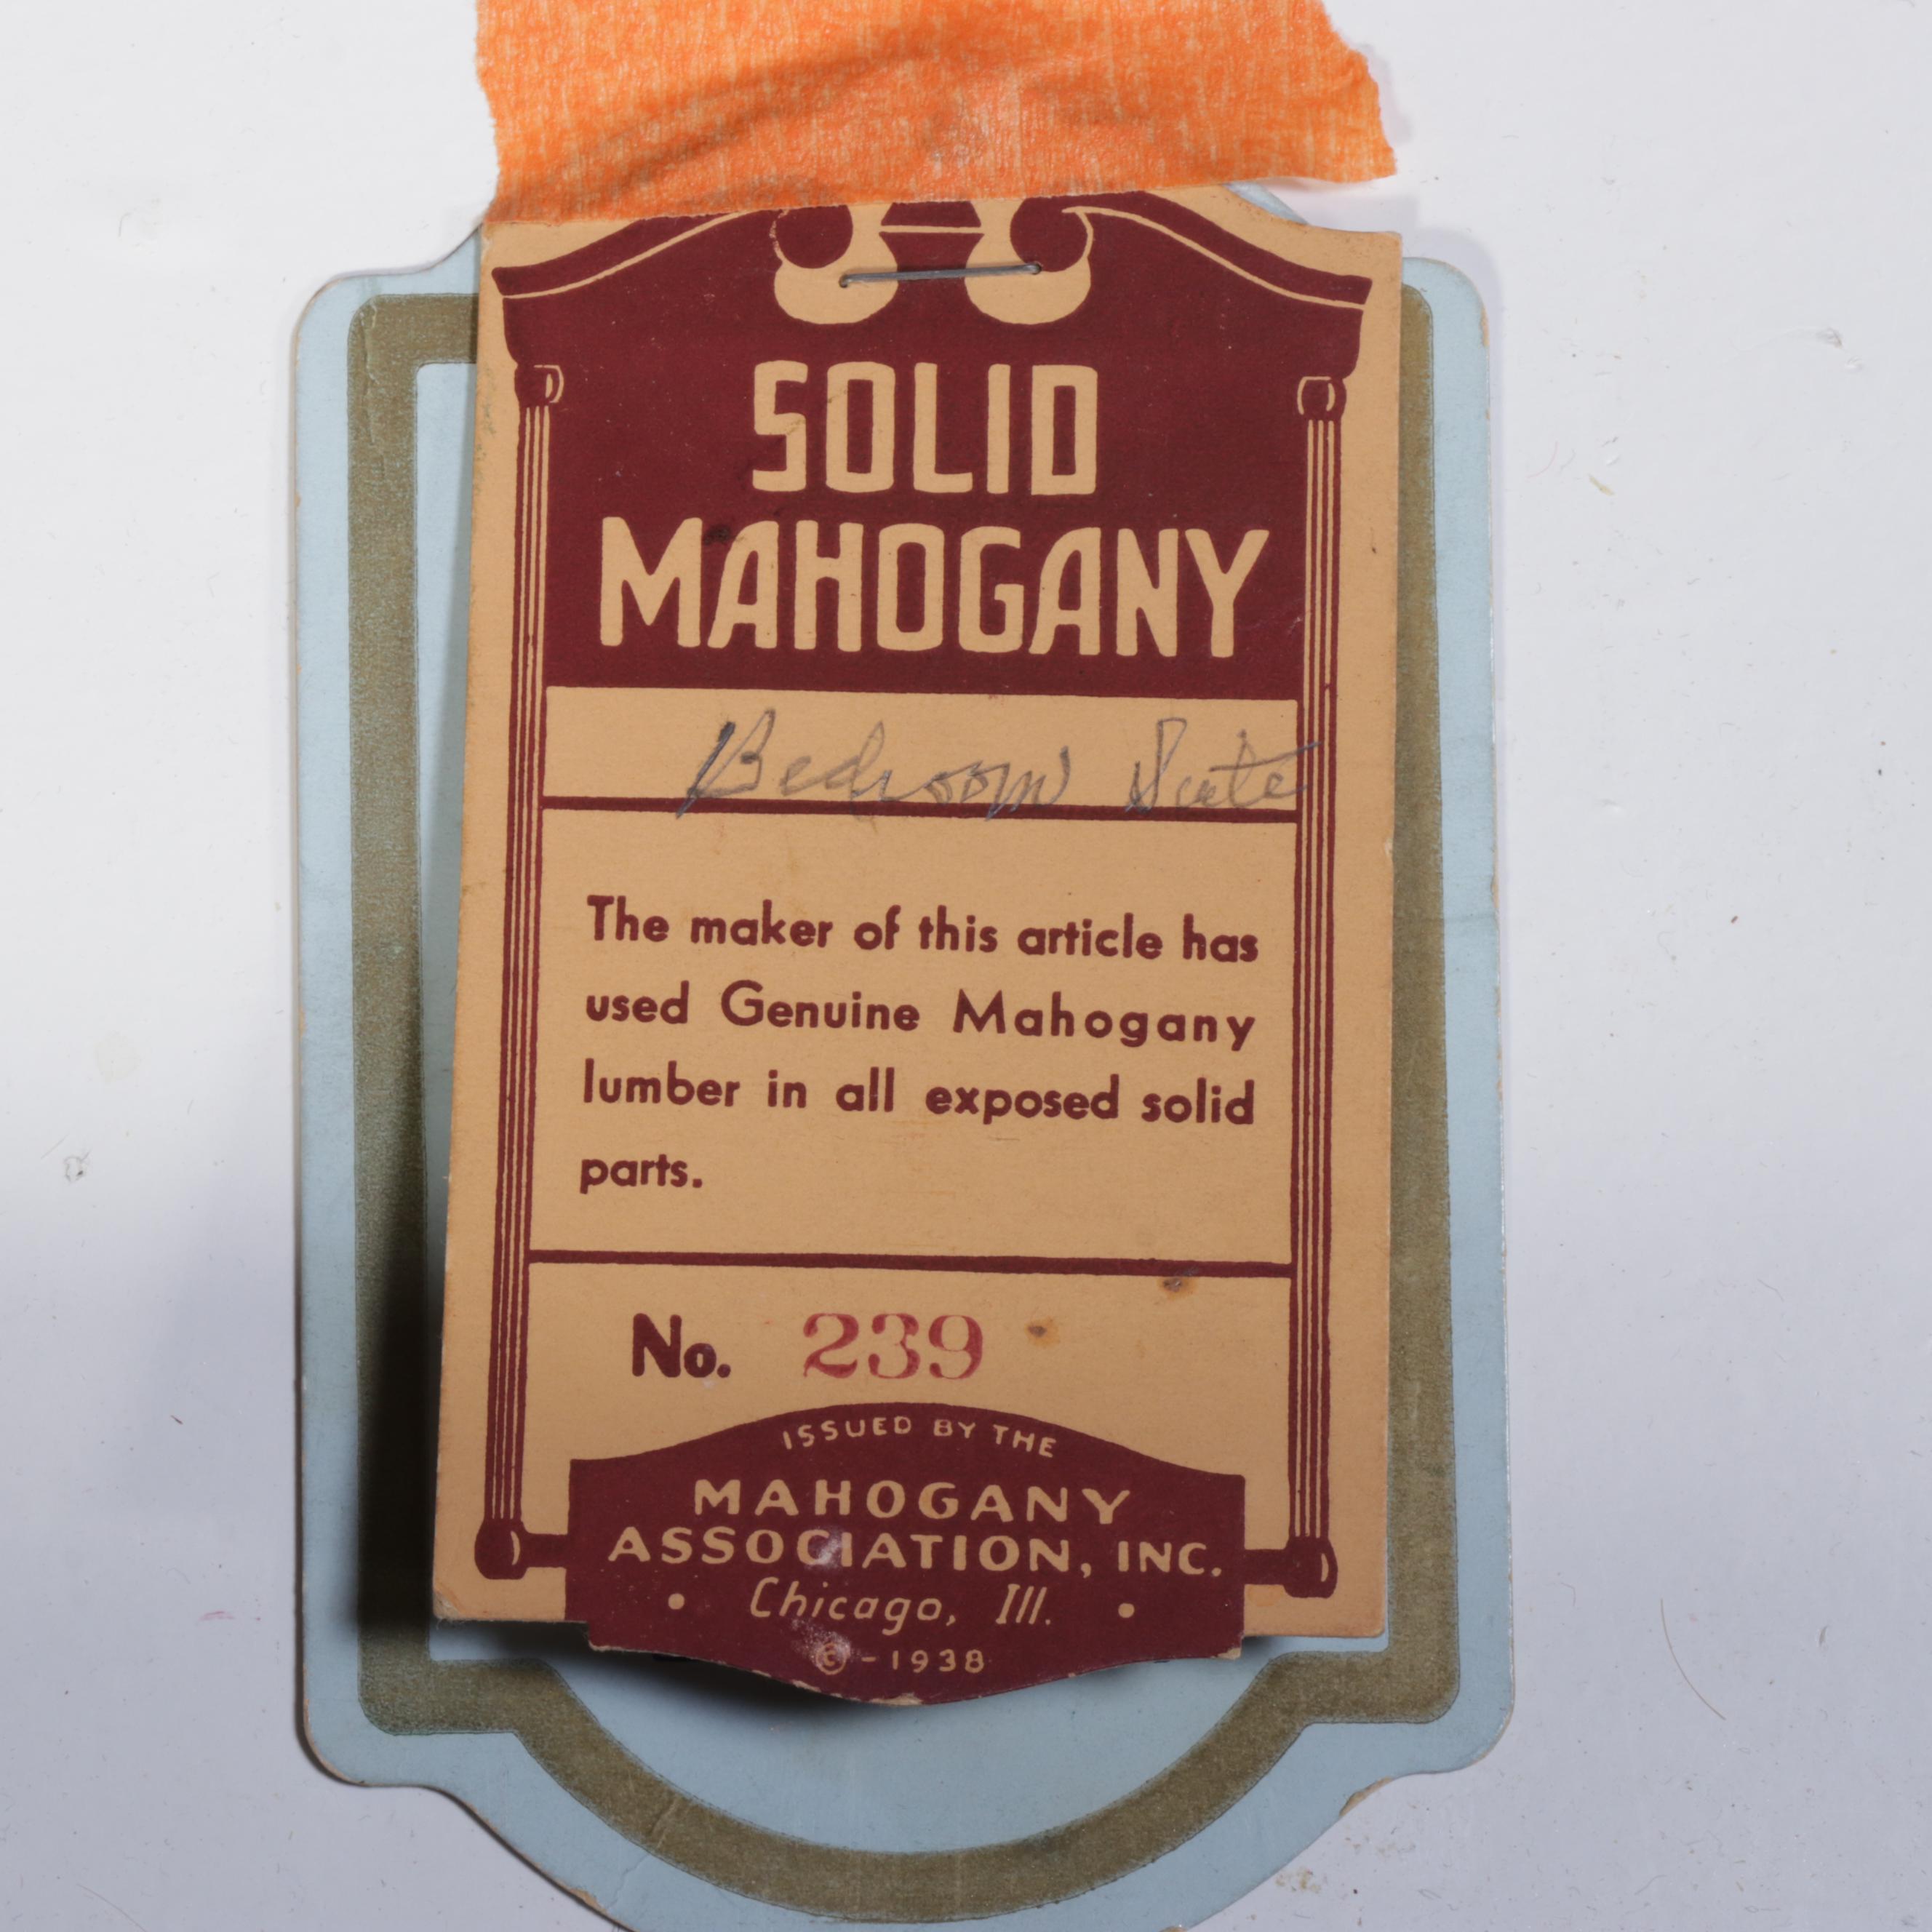 SOLID
MAHOGANY
Bedroom Suite
The maker of this article has
used Genuine Mahogany
lumber in all exposed solid
parts.
No. 239
ISSUED BY THE
MAHOGANY
ASSOCIATION, INC.
• Chicago, Ill. •
© - 1938